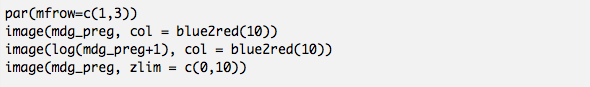 par(mfrow=c(1,3))
image(mdg_preg, col = blue2red(10))
image(log(mdg_preg+1), col = blue2red(10))
image(mdg_preg, zlim = c(0,10))